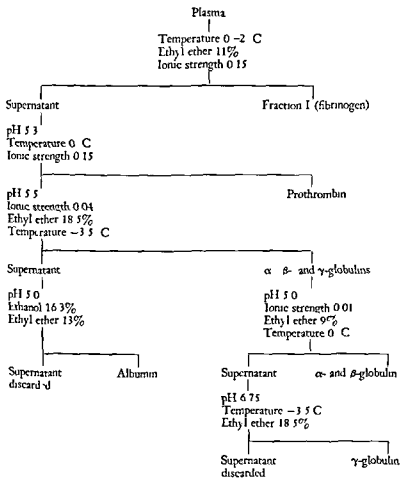 Plasma
Temperature 0 -2 C
Ethyl ether 11%
Ionic strength 0 15
Supernatant
Fraction I (fibrinogen)
pH 5 3
Temperature 0 C
Ionic strength 0 15
pH 5 5
Ionic strength 0 04
Ethyl ether 18 5%
Temperature -3 5 C
Prothrombin
Supernatant
α β- and γ-globulins
pH 5 0
Ethanol 16 3%
Ethyl ether 13%
pH 5 0
Ionic strength 0 01
Ethyl ether 9%
Temperature 0 C
Supernatant
discarded
Albumin
Supernatant
α- and β-globulin
pH 6 75
Temperature -3 5 C
Ethyl ether 18 5%
Supernatant
discarded
γ-globulin